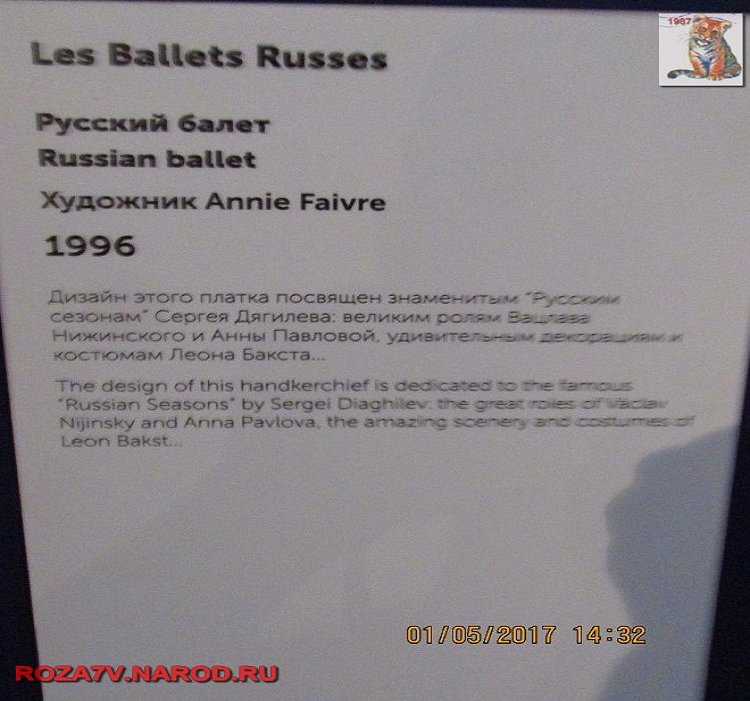 1987
Les Ballets Russes
Русский балет
Russian ballet
Художник Annie Faivre
1996
Дизайн этого платка посвящен знаменитым "Русским
сезонам" Сергея Дягилева: великим ролям Вацлава
Нижинского и Анны Павловой, удивительным декорациям и
костюмам Леона Бакста...
The design of this handkerchief is dedicated to the famous
"Russian Seasons" by Sergei Diaghilev: the great roles of Vaclav
Nijinsky and Anna Pavlova, the amazing scenery and costumes of
Leon Bakst...
01/05/2017 14:32
ROZA7V.NAROD.RU